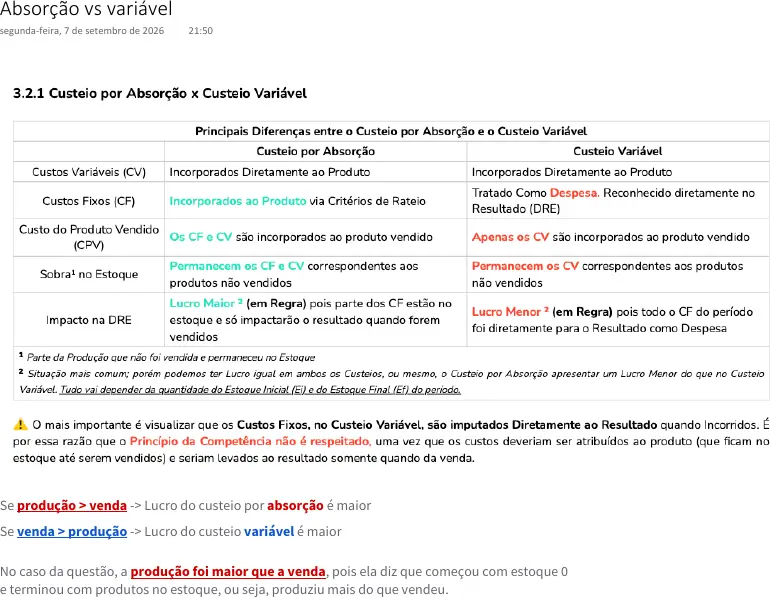 Absorção vs variável
segunda-feira, 7 de setembro de 2026 21:50
3.2.1 Custeio por Absorção x Custeio Variável
Principais Diferenças entre o Custeio por Absorção e o Custeio Variável
Custeio por Absorção Custeio Variável
Custos Variáveis (CV) Incorporados Diretamente ao Produto Incorporados Diretamente ao Produto
Custos Fixos (CF) Incorporados ao Produto via Critérios de Rateio Tratado Como Despesa. Reconhecido diretamente no
Resultado (DRE)
Custo do Produto Vendido
(CPV) Os CF e CV são incorporados ao produto vendido Apenas os CV são incorporados ao produto vendido
Sobra¹ no Estoque Permanecem os CF e CV correspondentes aos
produtos não vendidos Permanecem os CV correspondentes aos produtos
não vendidos
Impacto na DRE Lucro Maior ² (em Regra) pois parte dos CF estão no
estoque e só impactarão o resultado quando forem
vendidos Lucro Menor ² (em Regra) pois todo o CF do período
foi diretamente para o Resultado como Despesa
¹ Parte da Produção que não foi vendida e permaneceu no Estoque
² Situação mais comum; porém podemos ter Lucro igual em ambos os Custeios, ou mesmo, o Custeio por Absorção apresentar um Lucro Menor do que no Custeio
Variável. Tudo vai depender da quantidade do Estoque Inicial (Ei) e do Estoque Final (Ef) do período.
⚠️ O mais importante é visualizar que os Custos Fixos, no Custeio Variável, são imputados Diretamente ao Resultado quando Incorridos. É
por essa razão que o Princípio da Competência não é respeitado, uma vez que os custos deveriam ser atribuídos ao produto (que ficam no
estoque até serem vendidos) e seriam levados ao resultado somente quando da venda.
Se produção > venda -> Lucro do custeio por absorção é maior
Se venda > produção -> Lucro do custeio variável é maior
No caso da questão, a produção foi maior que a venda, pois ela diz que começou com estoque 0
e terminou com produtos no estoque, ou seja, produziu mais do que vendeu.